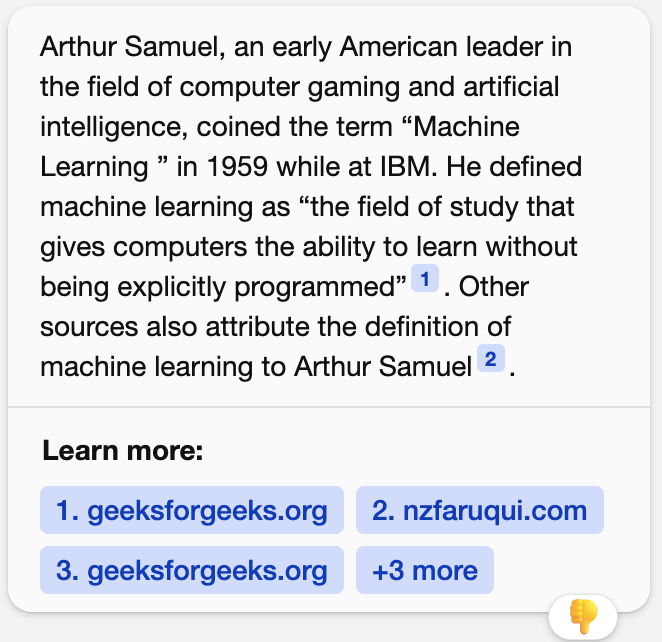 Arthur Samuel, an early American leader in
the field of computer gaming and artificial
intelligence, coined the term “Machine
Learning ” in 1959 while at IBM. He defined
machine learning as “the field of study that
gives computers the ability to learn without
being explicitly programmed” 1 . Other
sources also attribute the definition of
machine learning to Arthur Samuel 2 .
Learn more:
1. geeksforgeeks.org 2. nzfaruqui.com
3. geeksforgeeks.org +3 more